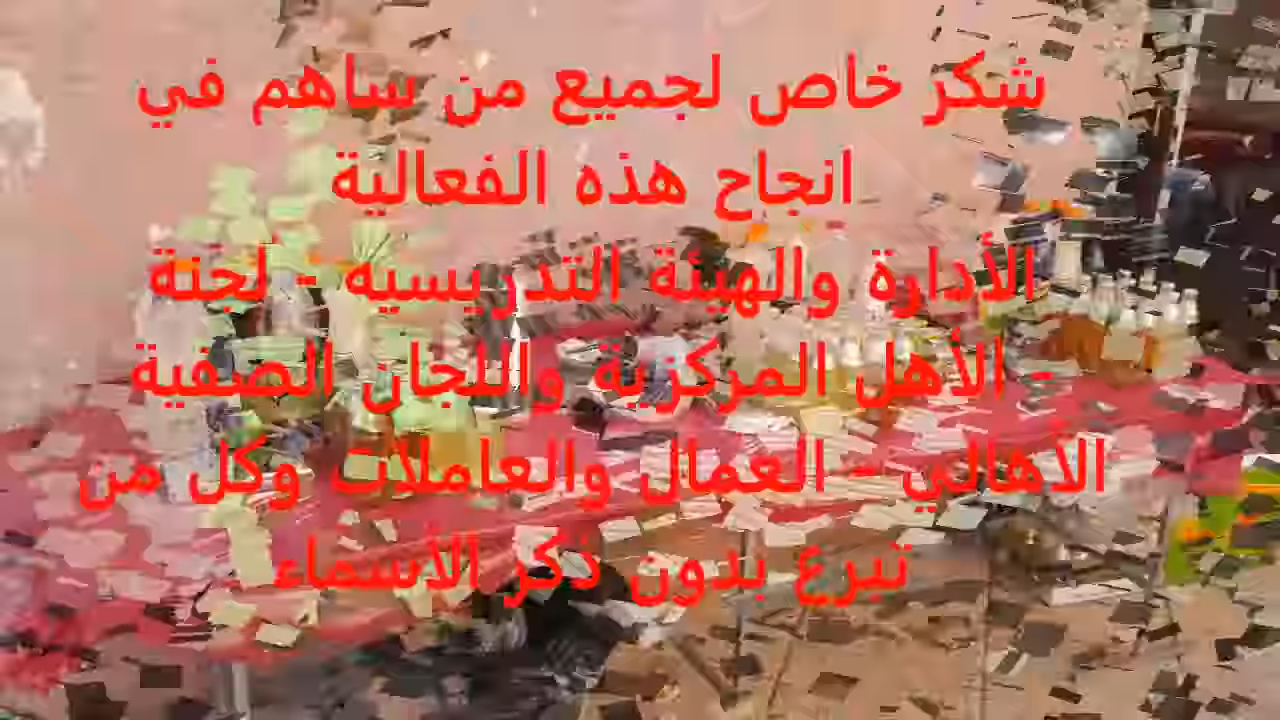 شكر خاص لجميع من ساهم في
انجاح هذه الفعالية
الأدارة والهيئة التدريسيه - لجنة
الأهل المركزية واللجان الصفية -
الأهالي - العمال والعاملات وكل من
تبرع بدون ذكر الأسماء